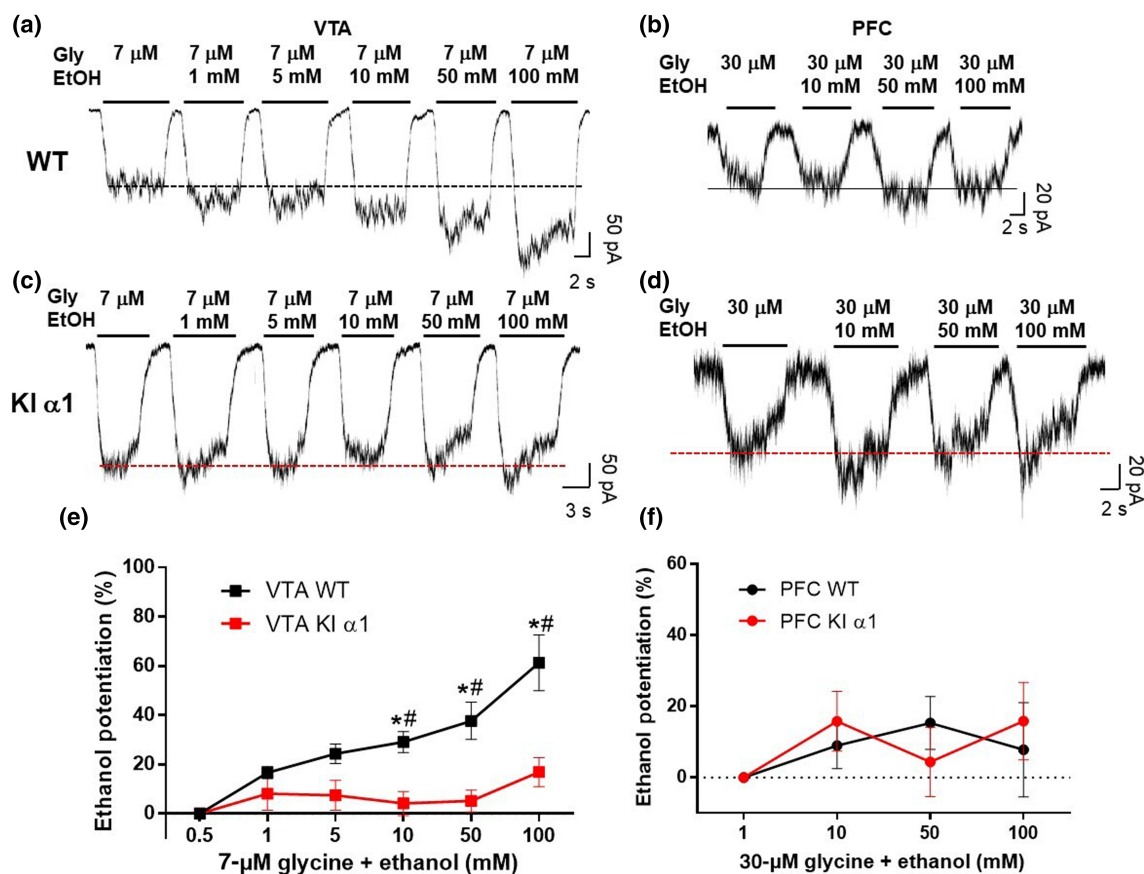 (a)
VTA
Gly 7 µM 7 µM 7 µM 7 µM 7 µM 7 µM
EtOH 1 mM 5 mM 10 mM 50 mM 100 mM
WT
50 pA
2 s
(b)
PFC
Gly 30 µM 30 µM 30 µM 30 µM
EtOH 10 mM 50 mM 100 mM
20 pA
2 s
(c)
Gly 7 µM 7 µM 7 µM 7 µM 7 µM 7 µM
EtOH 1 mM 5 mM 10 mM 50 mM 100 mM
KI α1
50 pA
3 s
(d)
Gly 30 µM 30 µM 30 µM 30 µM
EtOH 10 mM 50 mM 100 mM
20 pA
2 s
(e)
Ethanol potentiation (%)
100
80
60
40
20
0
VTA WT
VTA KI α1
*#
*#
*#
0.5 1 5 10 50 100
7-µM glycine + ethanol (mM)
(f)
Ethanol potentiation (%)
60
40
20
0
PFC WT
PFC KI α1
1 10 50 100
30-µM glycine + ethanol (mM)